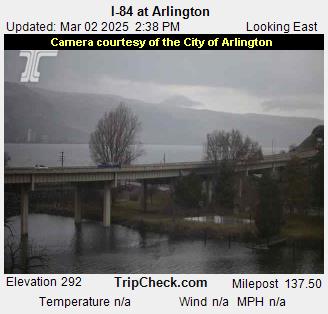 I-84 at Arlington
Updated: Mar 02 2025 2:38 PM Looking East
Camera courtesy of the City of Arlington
Elevation 292 TripCheck.com Milepost 137.50
Temperature n/a Wind n/a MPH n/a